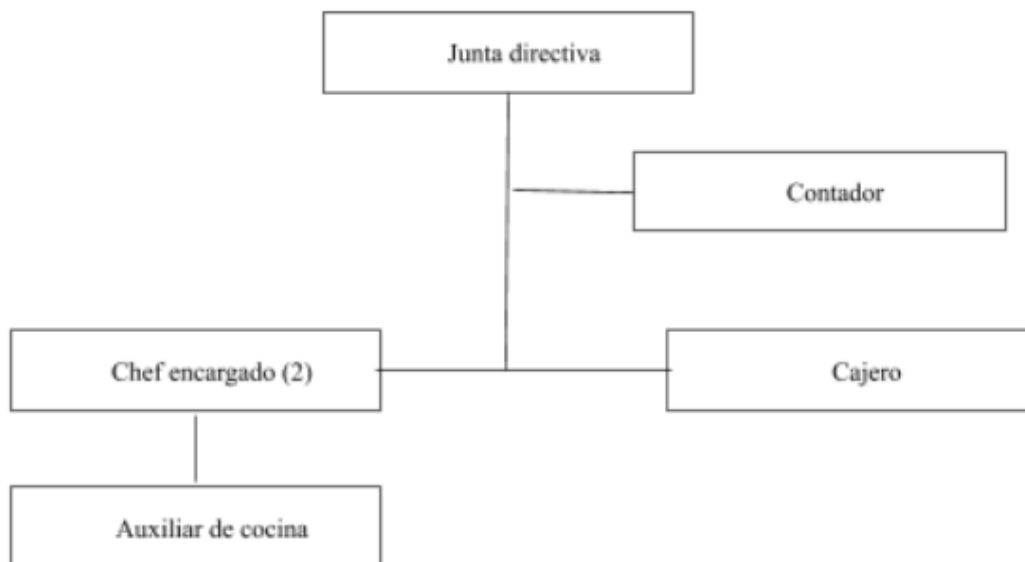 Junta directiva
Contador
Chef encargado (2)
Cajero
Auxiliar de cocina